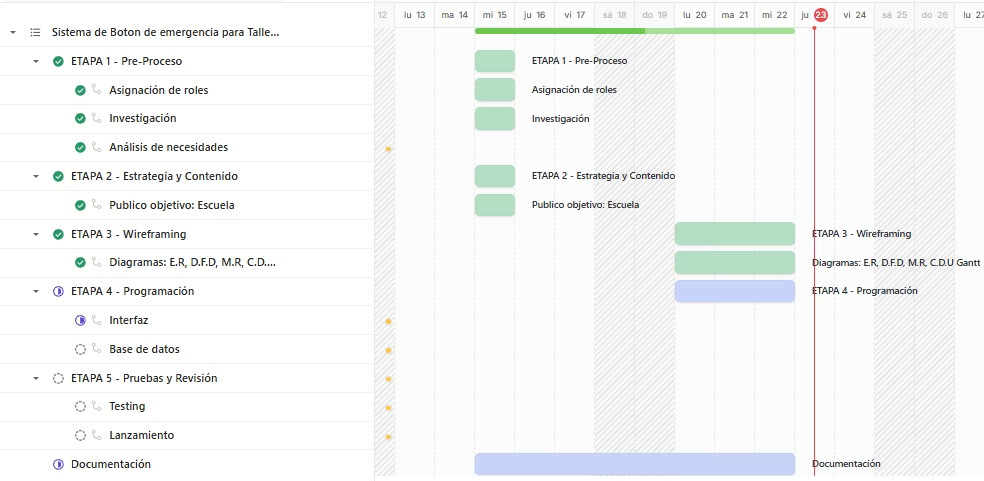 12 lu 13 ma 14 mi 15 ju 16 vi 17 sá 18 do 19 lu 20 ma 21 mi 22 ju 23 vi 24 sá 25 do 26 lu 27
Sistema de Boton de emergencia para Talle...
ETAPA 1 - Pre-Proceso ETAPA 1 - Pre-Proceso
Asignación de roles Asignación de roles
Investigación Investigación
Análisis de necesidades
ETAPA 2 - Estrategia y Contenido ETAPA 2 - Estrategia y Contenido
Publico objetivo: Escuela Publico objetivo: Escuela
ETAPA 3 - Wireframing ETAPA 3 - Wireframing
Diagramas: E.R, D.F.D, M.R, C.D.... Diagramas: E.R, D.F.D, M.R, C.D.U Gantt
ETAPA 4 - Programación ETAPA 4 - Programación
Interfaz
Base de datos
ETAPA 5 - Pruebas y Revisión
Testing
Lanzamiento
Documentación Documentación